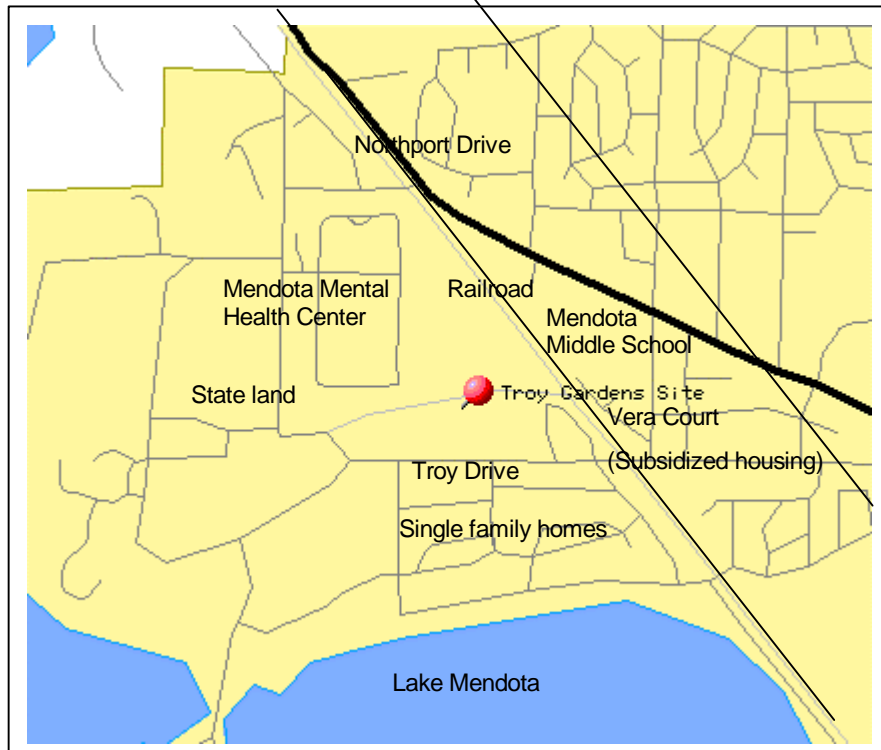 Northport Drive
Mendota Mental
Health Center
Railroad
Mendota
Middle School
State land
Troy Gardens Site
Vera Court
(Subsidized housing)
Troy Drive
Single family homes
Lake Mendota